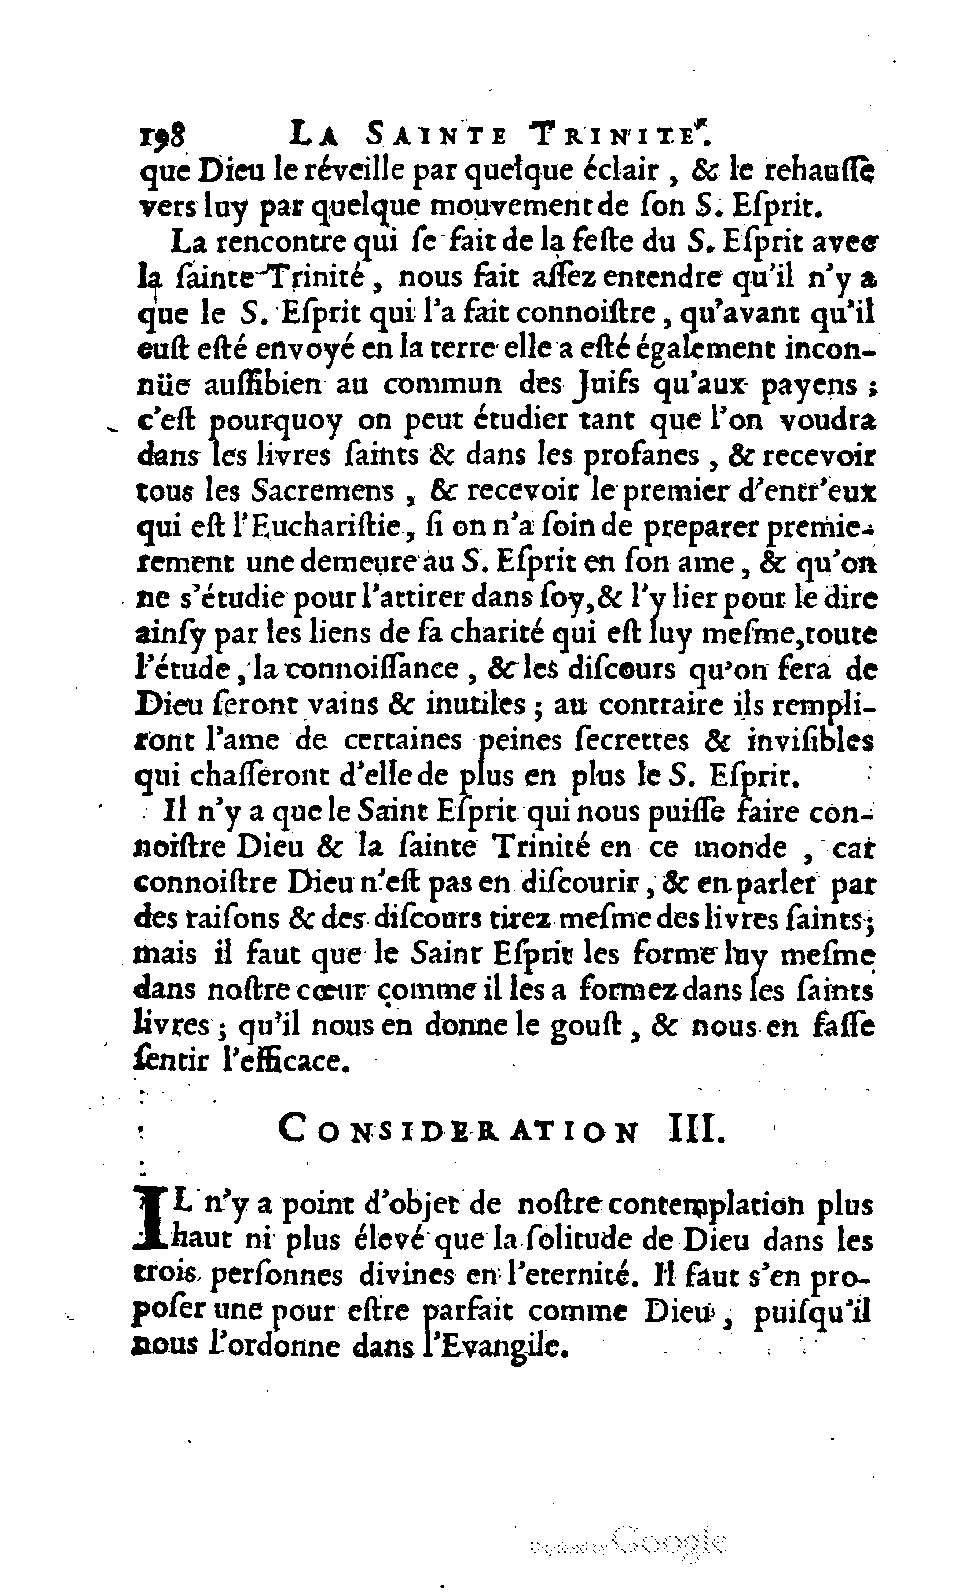 198 LA SAINTE TRINITE'.
que Dieu le réveille par quelque éclair, & le rehauſſe
vers luy par quelque mouvement de ſon S. Eſprit.
La rencontre qui ſe fait de la feſte du S. Eſprit avec
la ſainte Trinité, nous fait aſſez entendre qu'il n'y a
que le S. Eſprit qui l'a fait connoiſtre, qu'avant qu'il
euſt eſté envoyé en la terre elle a eſté également incon-
nüe auſſibien au commun des Juifs qu'aux payens ;
c'eſt pourquoy on peut étudier tant que l'on voudra
dans les livres ſaints & dans les profanes, & recevoir
tous les Sacremens, & recevoir le premier d'entr'eux
qui eſt l'Euchariſtie, ſi on n'a ſoin de preparer premie-
rement une demeure au S. Eſprit en ſon ame, & qu'on
ne s'étudie pour l'attirer dans ſoy, & l'y lier pour le dire
ainſy par les liens de ſa charité qui eſt luy meſme, toute
l'étude, la connoiſſance, & les diſcours qu'on fera de
Dieu ſeront vains & inutiles ; au contraire ils rempli-
ront l'ame de certaines peines ſecrettes & inviſibles
qui chaſſeront d'elle de plus en plus le S. Eſprit.
Il n'y a que le Saint Eſprit qui nous puiſſe faire con-
noiſtre Dieu & la ſainte Trinité en ce monde, car
connoiſtre Dieu n'eſt pas en diſcourir, & en parler par
des raiſons & des diſcours tirez meſme des livres ſaints ;
mais il faut que le Saint Eſprit les forme luy meſme
dans noſtre cœur comme il les a formez dans les ſaints
livres ; qu'il nous en donne le gouſt, & nous en faſſe
ſentir l'efficace.
CONSIDERATION III.
IL n'y a point d'objet de noſtre contemplation plus
haut ni plus élevé que la ſolitude de Dieu dans les
trois perſonnes divines en l'eternité. Il faut s'en pro-
poſer une pour eſtre parfait comme Dieu, puiſqu'il
nous l'ordonne dans l'Evangile.
Digitized by Google